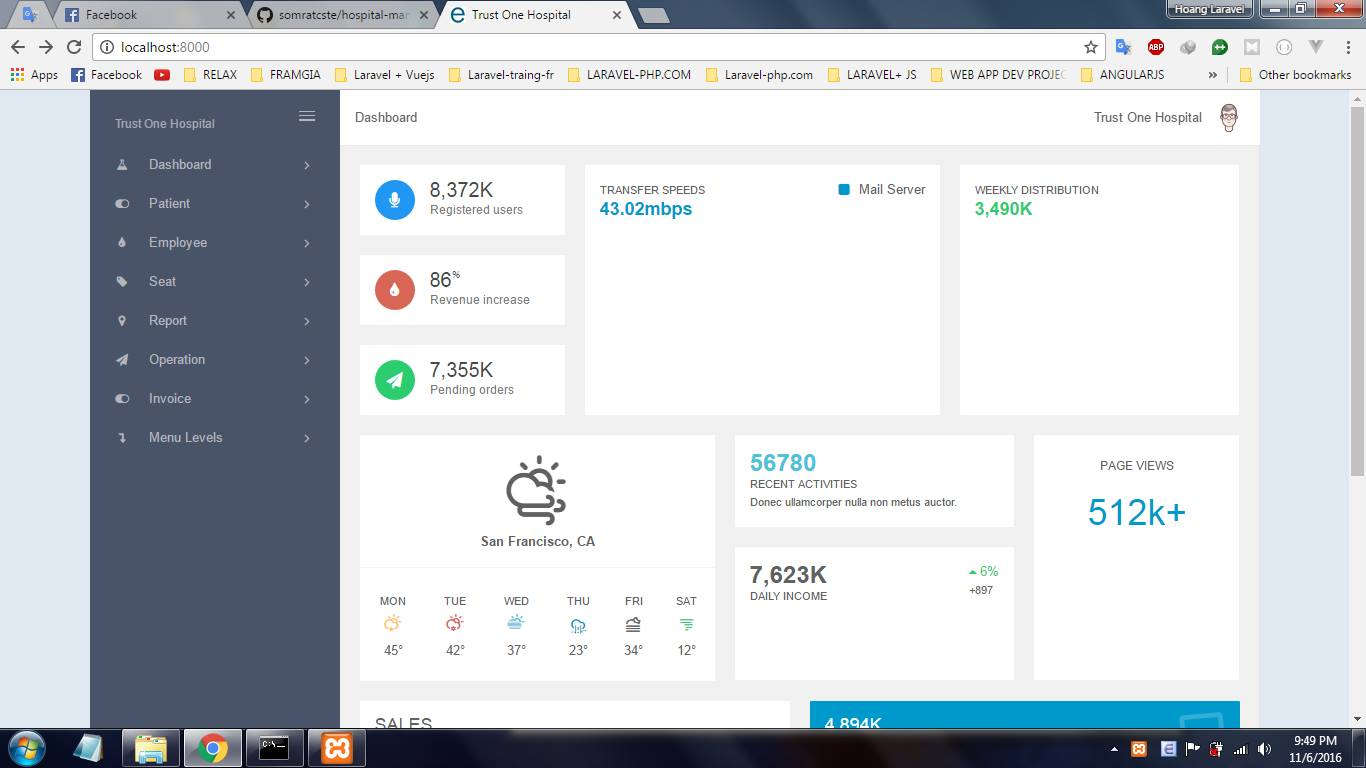 Hoang Laravel
Facebook
somratcste/hospital-mar
Trust One Hospital
localhost:8000
ABP
Apps
Facebook
RELAX
FRAMGIA
Laravel + Vuejs
Laravel-traing-fr
LARAVEL-PHP.COM
Laravel-php.com
LARAVEL+ JS
WEB APP DEV PROJEC
ANGULARJS
»
Other bookmarks
Trust One Hospital
Dashboard
Trust One Hospital
Dashboard
Patient
Employee
Seat
Report
Operation
Invoice
Menu Levels
8,372K
Registered users
86%
Revenue increase
7,355K
Pending orders
TRANSFER SPEEDS
43.02mbps
Mail Server
WEEKLY DISTRIBUTION
3,490K
San Francisco, CA
MON TUE WED THU FRI SAT
45° 42° 37° 23° 34° 12°
56780
RECENT ACTIVITIES
Donec ullamcorper nulla non metus auctor.
7,623K
DAILY INCOME
6%
+897
PAGE VIEWS
512k+
SALES
4,894K
9:49 PM
11/6/2016